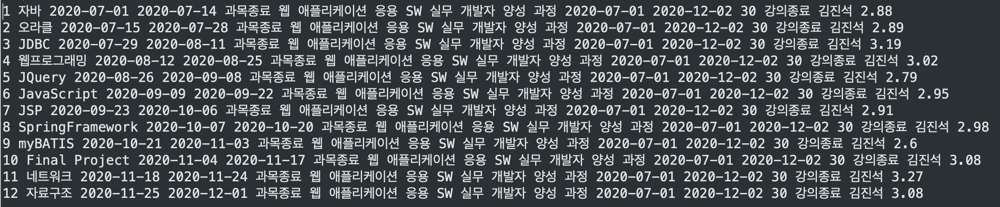 1 자바 2020-07-01 2020-07-14 과목종료 웹 애플리케이션 응용 SW 실무 개발자 양성 과정 2020-07-01 2020-12-02 30 강의종료 김진석 2.88
2 오라클 2020-07-15 2020-07-28 과목종료 웹 애플리케이션 응용 SW 실무 개발자 양성 과정 2020-07-01 2020-12-02 30 강의종료 김진석 2.89
3 JDBC 2020-07-29 2020-08-11 과목종료 웹 애플리케이션 응용 SW 실무 개발자 양성 과정 2020-07-01 2020-12-02 30 강의종료 김진석 3.19
4 웹프로그래밍 2020-08-12 2020-08-25 과목종료 웹 애플리케이션 응용 SW 실무 개발자 양성 과정 2020-07-01 2020-12-02 30 강의종료 김진석 3.02
5 JQuery 2020-08-26 2020-09-08 과목종료 웹 애플리케이션 응용 SW 실무 개발자 양성 과정 2020-07-01 2020-12-02 30 강의종료 김진석 2.79
6 JavaScript 2020-09-09 2020-09-22 과목종료 웹 애플리케이션 응용 SW 실무 개발자 양성 과정 2020-07-01 2020-12-02 30 강의종료 김진석 2.95
7 JSP 2020-09-23 2020-10-06 과목종료 웹 애플리케이션 응용 SW 실무 개발자 양성 과정 2020-07-01 2020-12-02 30 강의종료 김진석 2.91
8 SpringFramework 2020-10-07 2020-10-20 과목종료 웹 애플리케이션 응용 SW 실무 개발자 양성 과정 2020-07-01 2020-12-02 30 강의종료 김진석 2.98
9 myBATIS 2020-10-21 2020-11-03 과목종료 웹 애플리케이션 응용 SW 실무 개발자 양성 과정 2020-07-01 2020-12-02 30 강의종료 김진석 2.6
10 Final Project 2020-11-04 2020-11-17 과목종료 웹 애플리케이션 응용 SW 실무 개발자 양성 과정 2020-07-01 2020-12-02 30 강의종료 김진석 3.08
11 네트워크 2020-11-18 2020-11-24 과목종료 웹 애플리케이션 응용 SW 실무 개발자 양성 과정 2020-07-01 2020-12-02 30 강의종료 김진석 3.27
12 자료구조 2020-11-25 2020-12-01 과목종료 웹 애플리케이션 응용 SW 실무 개발자 양성 과정 2020-07-01 2020-12-02 30 강의종료 김진석 3.08